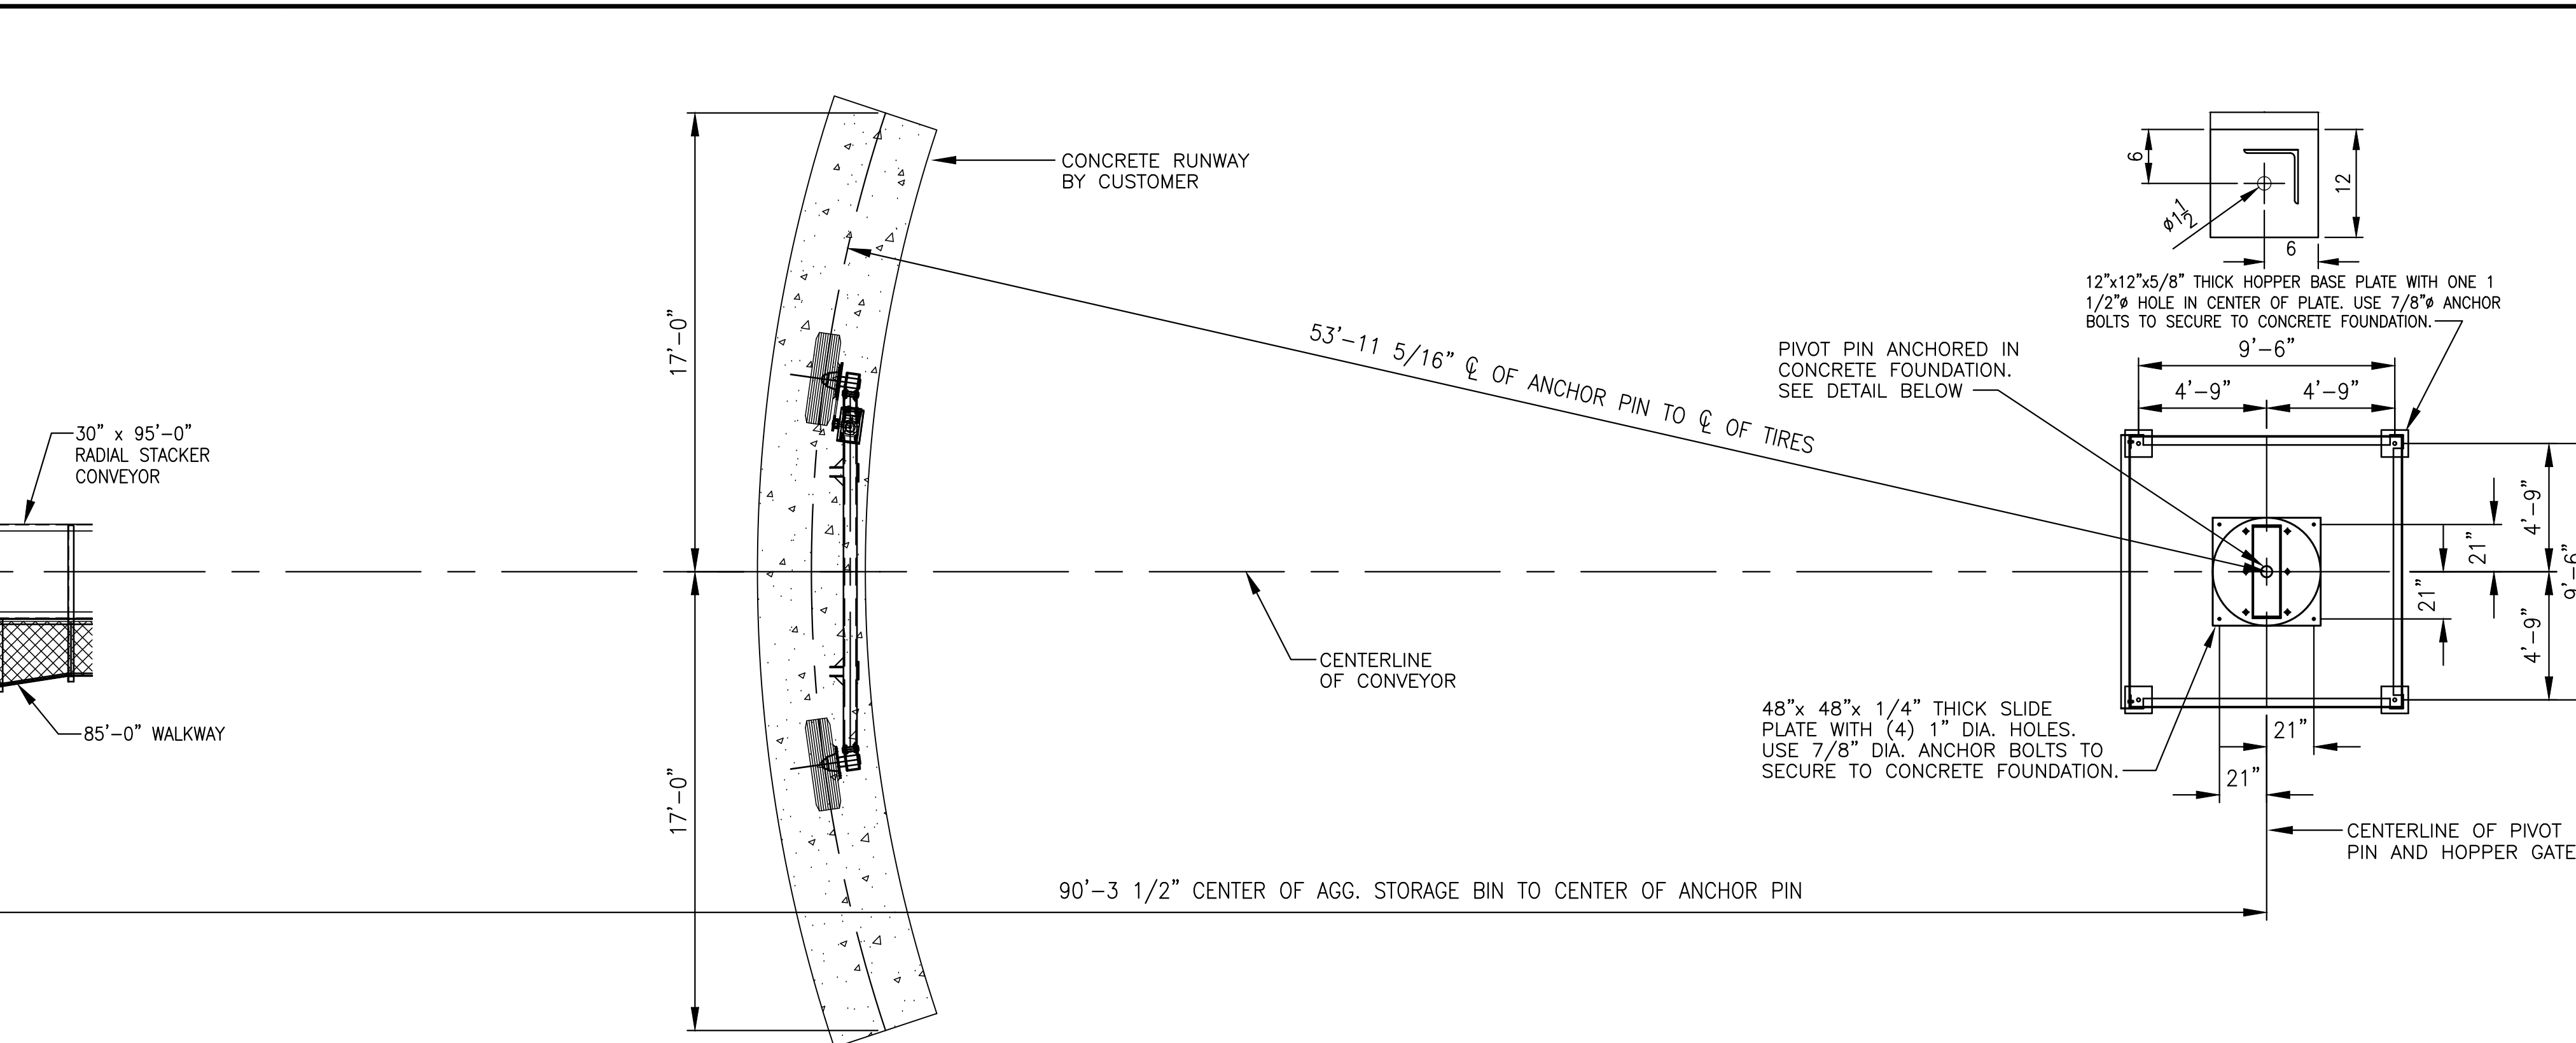 CONCRETE RUNWAY
BY CUSTOMER
6
12
ø1 1/2
6
12"x12"x5/8" THICK HOPPER BASE PLATE WITH ONE 1
1/2"ø HOLE IN CENTER OF PLATE. USE 7/8"ø ANCHOR
BOLTS TO SECURE TO CONCRETE FOUNDATION.
17'-0"
53'-11 5/16" ℄ OF ANCHOR PIN TO ℄ OF TIRES
PIVOT PIN ANCHORED IN
CONCRETE FOUNDATION.
SEE DETAIL BELOW
9'-6"
4'-9"
4'-9"
30" x 95'-0"
RADIAL STACKER
CONVEYOR
4'-9"
21"
9'-6"
21"
4'-9"
CENTERLINE
OF CONVEYOR
85'-0" WALKWAY
48"x 48"x 1/4" THICK SLIDE
PLATE WITH (4) 1" DIA. HOLES.
USE 7/8" DIA. ANCHOR BOLTS TO
SECURE TO CONCRETE FOUNDATION.
21"
21"
17'-0"
CENTERLINE OF PIVOT
PIN AND HOPPER GATE
90'-3 1/2" CENTER OF AGG. STORAGE BIN TO CENTER OF ANCHOR PIN